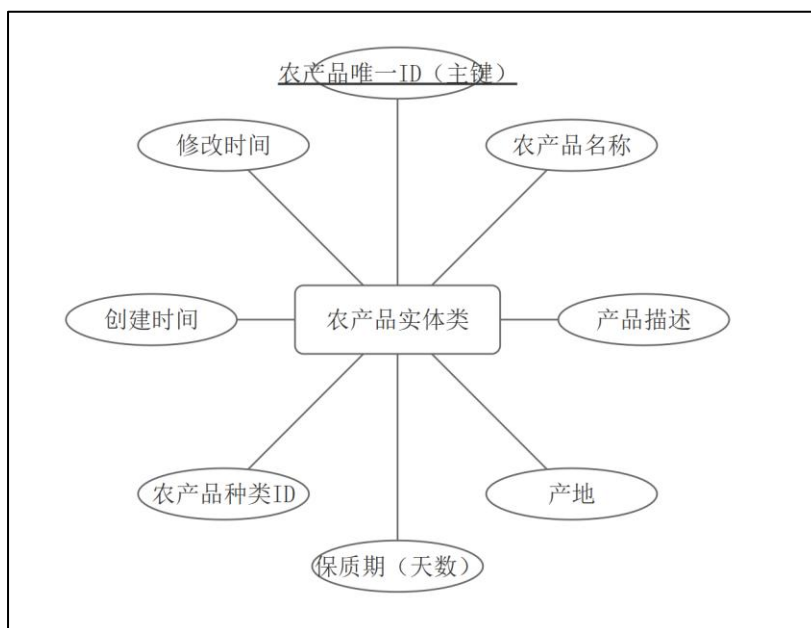 农产品唯一ID（主键）
修改时间
农产品名称
创建时间
农产品实体类
产品描述
农产品种类ID
产地
保质期（天数）